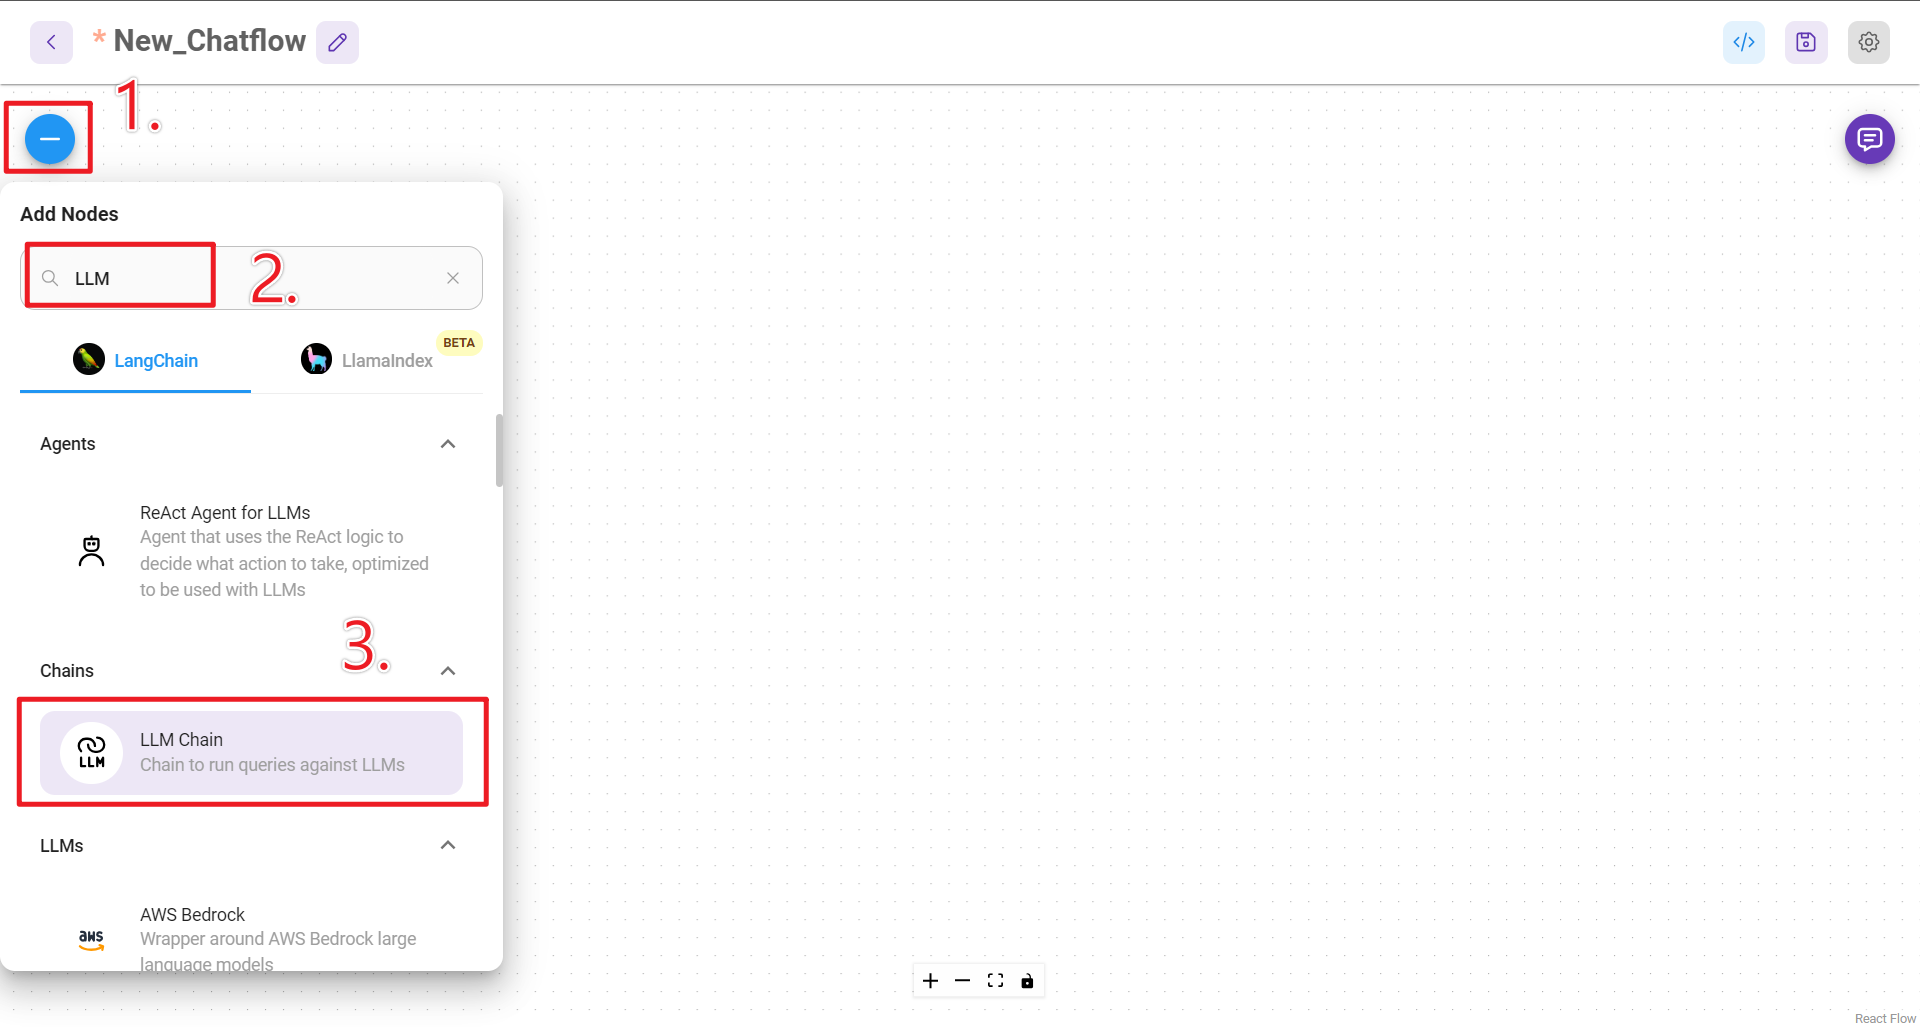 * New_Chatflow
1.
Add Nodes
LLM
2.
LangChain
LlamaIndex
BETA
Agents
ReAct Agent for LLMs
Agent that uses the ReAct logic to
decide what action to take, optimized
to be used with LLMs
3.
Chains
LLM
LLM Chain
Chain to run queries against LLMs
LLMs
aws
AWS Bedrock
Wrapper around AWS Bedrock large
language models
React Flow